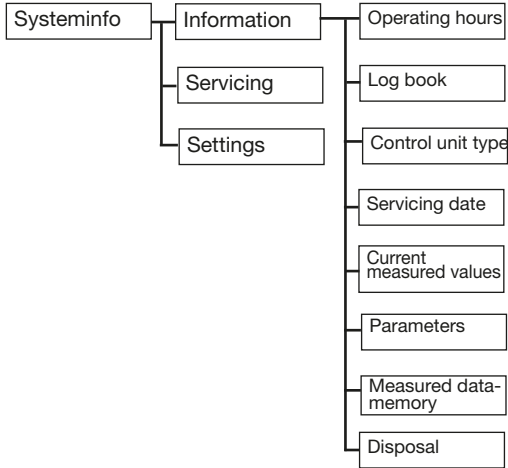 Systeminfo
Information
Operating hours
Servicing
Log book
Settings
Control unit type
Servicing date
Current
measured values
Parameters
Measured data-
memory
Disposal